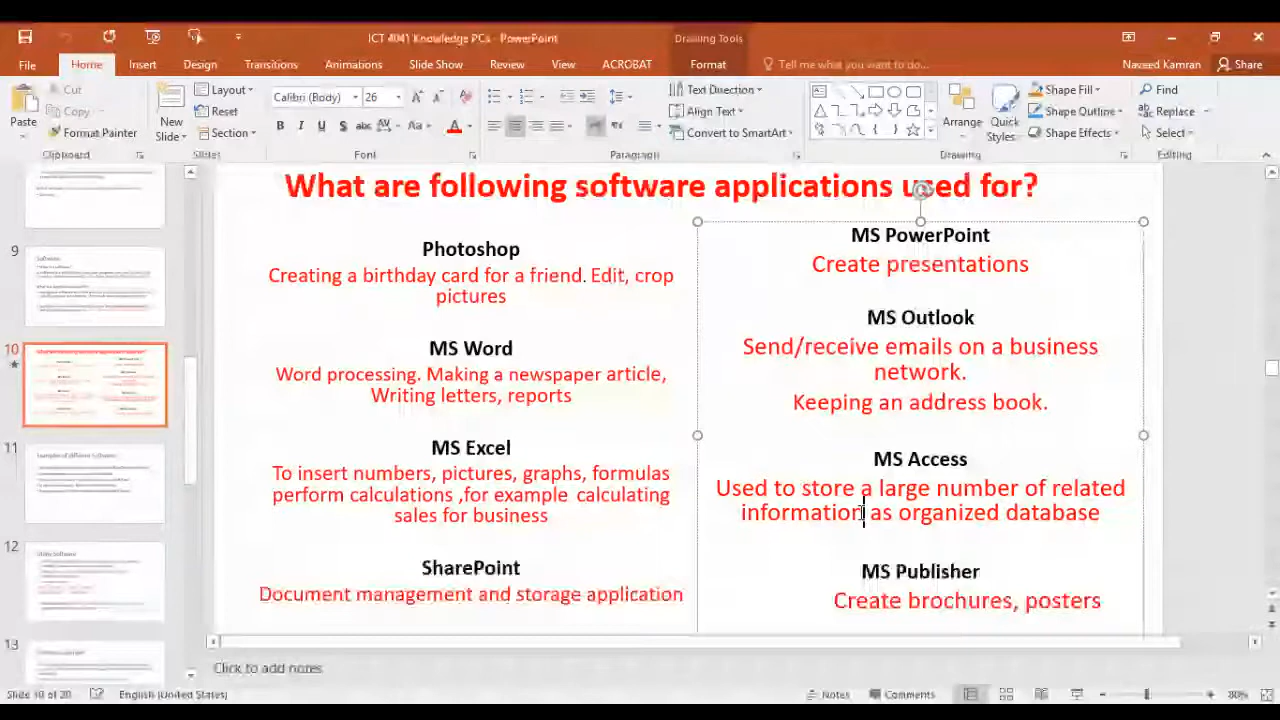 ICT 4041 Knowledge PCs - PowerPoint
Drawing Tools
File Home Insert Design Transitions Animations Slide Show Review View ACROBAT Format Tell me what you want to do... Naveed Kamran Share
Paste
Cut
Copy
Format Painter
Clipboard
New Slide
Layout
Reset
Section
Slides
Calibri (Body) 26
Font
Paragraph
Text Direction
Align Text
Convert to SmartArt
Arrange
Quick Styles
Shape Fill
Shape Outline
Shape Effects
Drawing
Find
Replace
Select
Editing
9
10
11
12
13
What are following software applications used for?
Photoshop
Creating a birthday card for a friend. Edit, crop
pictures
MS Word
Word processing. Making a newspaper article,
Writing letters, reports
MS Excel
To insert numbers, pictures, graphs, formulas
perform calculations ,for example calculating
sales for business
SharePoint
Document management and storage application
MS PowerPoint
Create presentations
MS Outlook
Send/receive emails on a business
network.
Keeping an address book.
MS Access
Used to store a large number of related
information as organized database
MS Publisher
Create brochures, posters
Click to add notes
Slide 10 of 20 English (United States) Notes Comments 80%